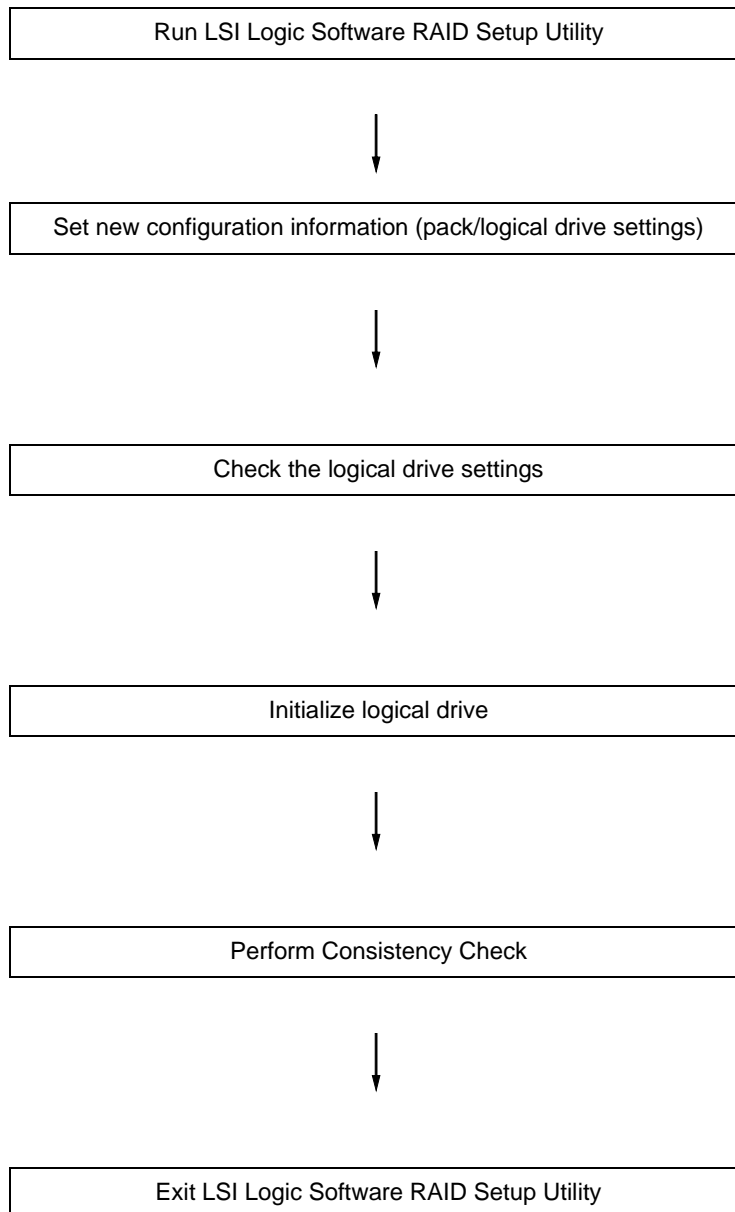 Run LSI Logic Software RAID Setup Utility
Set new configuration information (pack/logical drive settings)
Check the logical drive settings
Initialize logical drive
Perform Consistency Check
Exit LSI Logic Software RAID Setup Utility